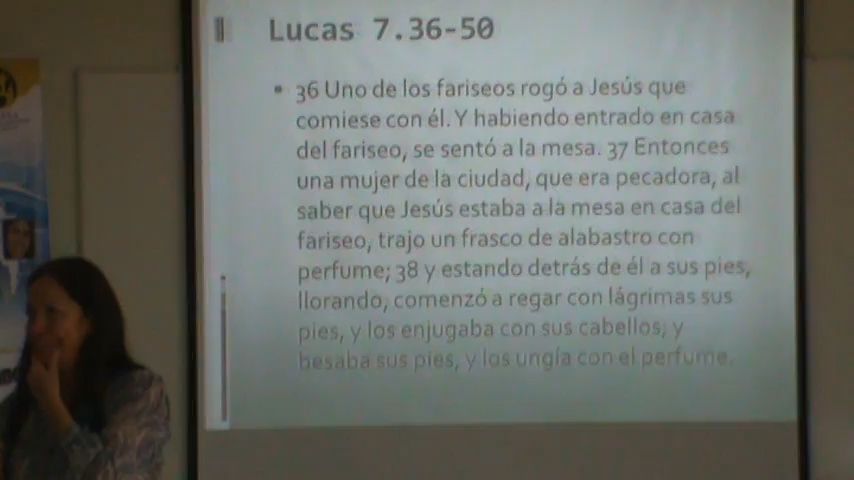 Lucas 7.36-50
36 Uno de los fariseos rogó a Jesús que
comiese con él. Y habiendo entrado en casa
del fariseo, se sentó a la mesa. 37 Entonces
una mujer de la ciudad, que era pecadora, al
saber que Jesús estaba a la mesa en casa del
fariseo, trajo un frasco de alabastro con
perfume; 38 y estando detrás de él a sus pies,
llorando, comenzó a regar con lágrimas sus
pies, y los enjugaba con sus cabellos; y
besaba sus pies, y los ungía con el perfume.